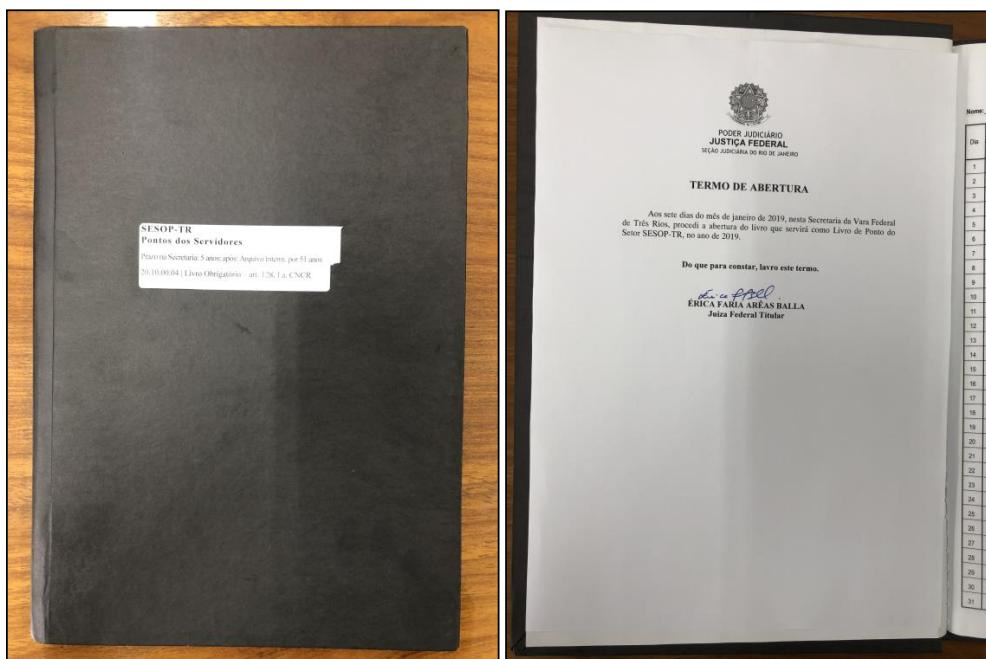 SESOP-TR
Pontos dos Servidores
Prazo na Secretaria: 5 anos; após: Arquivo Interm. por 51 anos
20.10.00.04 | Livro Obrigatório – art. 128, I a, CNCR
PODER JUDICIÁRIO
JUSTIÇA FEDERAL
SEÇÃO JUDICIÁRIA DO RIO DE JANEIRO
TERMO DE ABERTURA
Aos sete dias do mês de janeiro de 2019, nesta Secretaria da Vara Federal
de Três Rios, procedi a abertura do livro que servirá como Livro de Ponto do
Setor SESOP-TR, no ano de 2019.
Do que para constar, lavro este termo.
ÉRICA FARIA ARÊAS BALLA
Juíza Federal Titular
Nome:
Dia
1
2
3
4
5
6
7
8
9
10
11
12
13
14
15
16
17
18
19
20
21
22
23
24
25
26
27
28
29
30
31